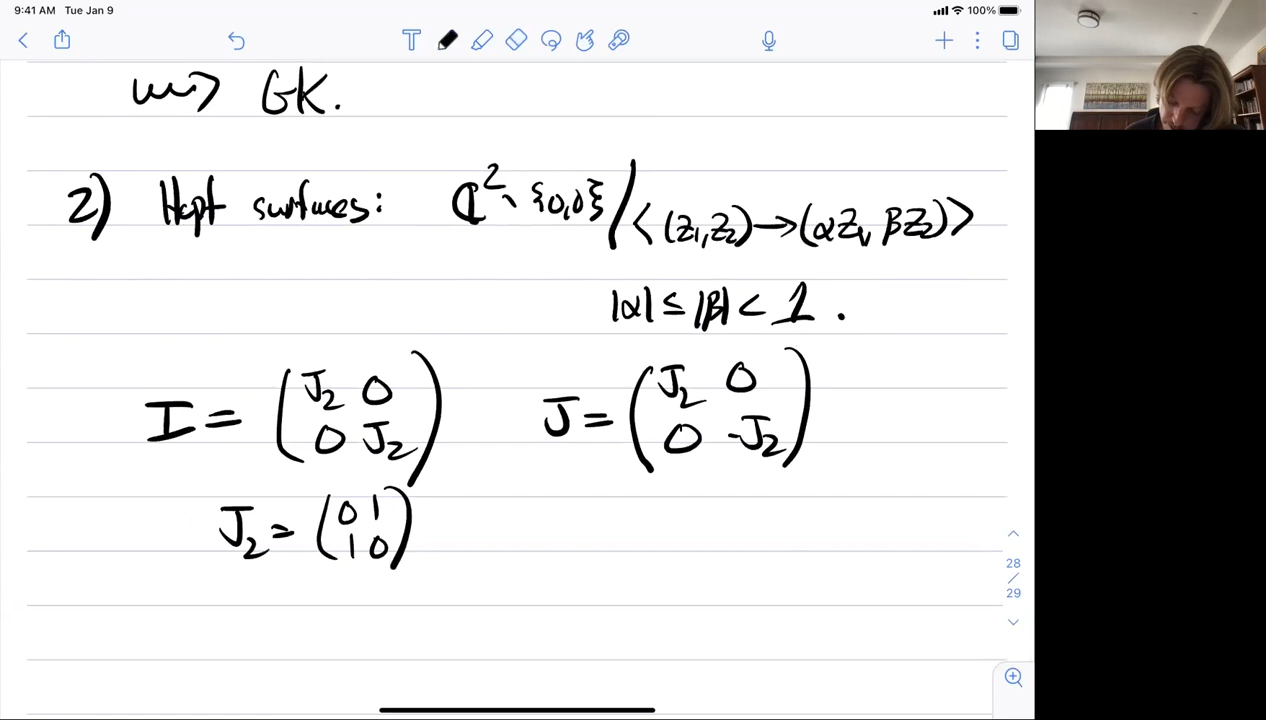 9:41 AM Tue Jan 9 100%
⇝ GK.
2) Hopf surfaces: ℂ² \ {0,0} / <(z₁,z₂) → (αz₁, βz₂)>
|α| ≤ |β| < 1.
I = (J₂ 0; 0 J₂) J = (J₂ 0; 0 -J₂)
J₂ = (0 1; 1 0)
28
/
29